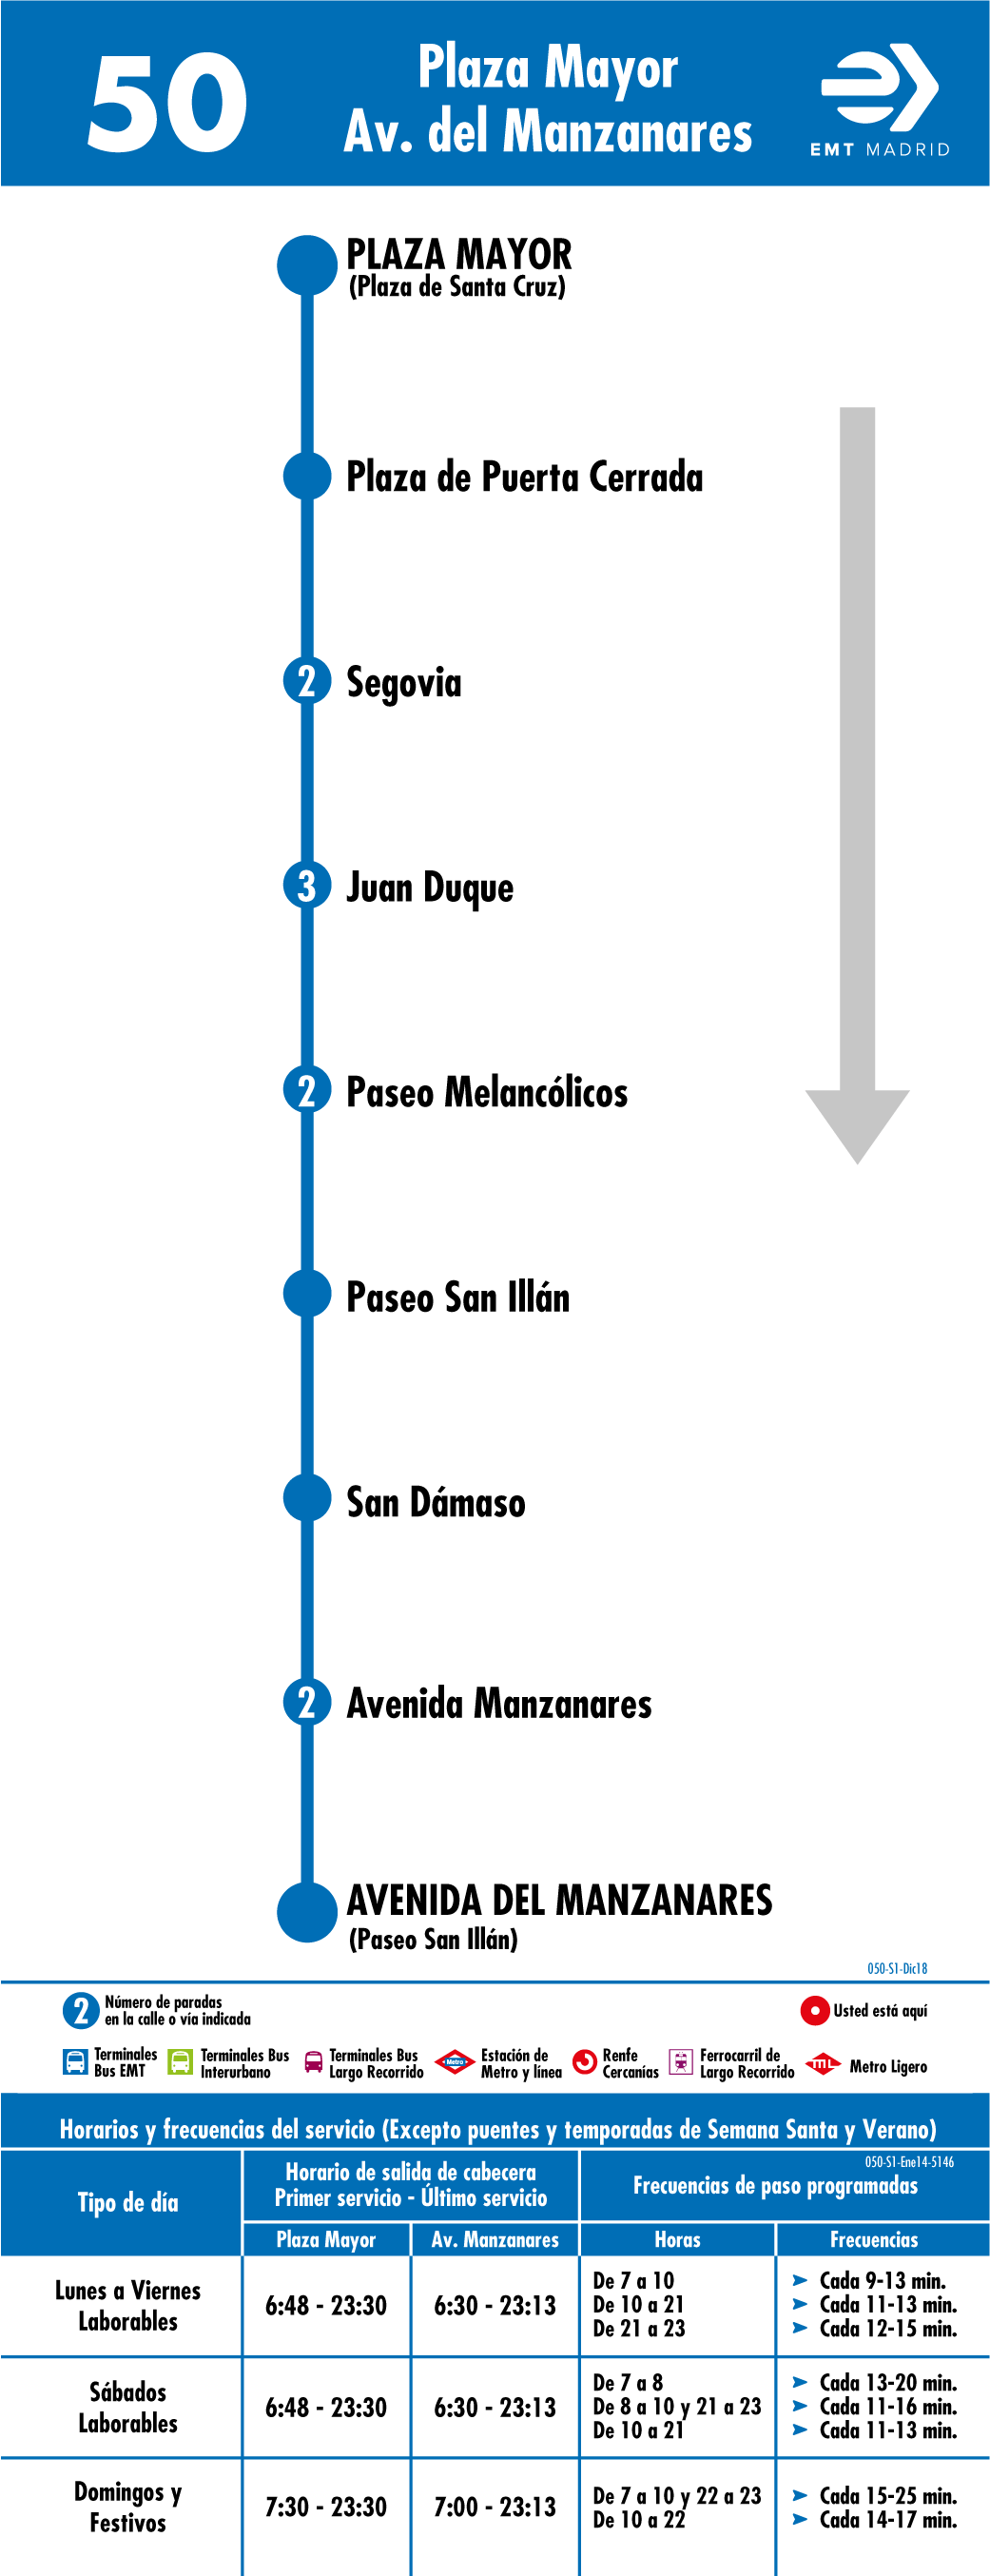 50
Plaza Mayor
Av. del Manzanares
EMT MADRID
PLAZA MAYOR
(Plaza de Santa Cruz)
Plaza de Puerta Cerrada
2 Segovia
3 Juan Duque
2 Paseo Melancólicos
Paseo San Illán
San Dámaso
2 Avenida Manzanares
AVENIDA DEL MANZANARES
(Paseo San Illán)
050-S1-Dic18
2 Número de paradas
en la calle o vía indicada
Usted está aquí
Terminales
Bus EMT
Terminales Bus
Interurbano
Terminales Bus
Largo Recorrido
Metro
Estación de
Metro y línea
Renfe
Cercanías
Ferrocarril de
Largo Recorrido
ML
Metro Ligero
Horarios y frecuencias del servicio (Excepto puentes y temporadas de Semana Santa y Verano)
050-S1-Ene14-5146
Tipo de día
Horario de salida de cabecera
Primer servicio - Último servicio
Frecuencias de paso programadas
Plaza Mayor
Av. Manzanares
Horas
Frecuencias
Lunes a Viernes
Laborables
6:48 - 23:30
6:30 - 23:13
De 7 a 10 Cada 9-13 min.
De 10 a 21 Cada 11-13 min.
De 21 a 23 Cada 12-15 min.
Sábados
Laborables
6:48 - 23:30
6:30 - 23:13
De 7 a 8 Cada 13-20 min.
De 8 a 10 y 21 a 23 Cada 11-16 min.
De 10 a 21 Cada 11-13 min.
Domingos y
Festivos
7:30 - 23:30
7:00 - 23:13
De 7 a 10 y 22 a 23 Cada 15-25 min.
De 10 a 22 Cada 14-17 min.